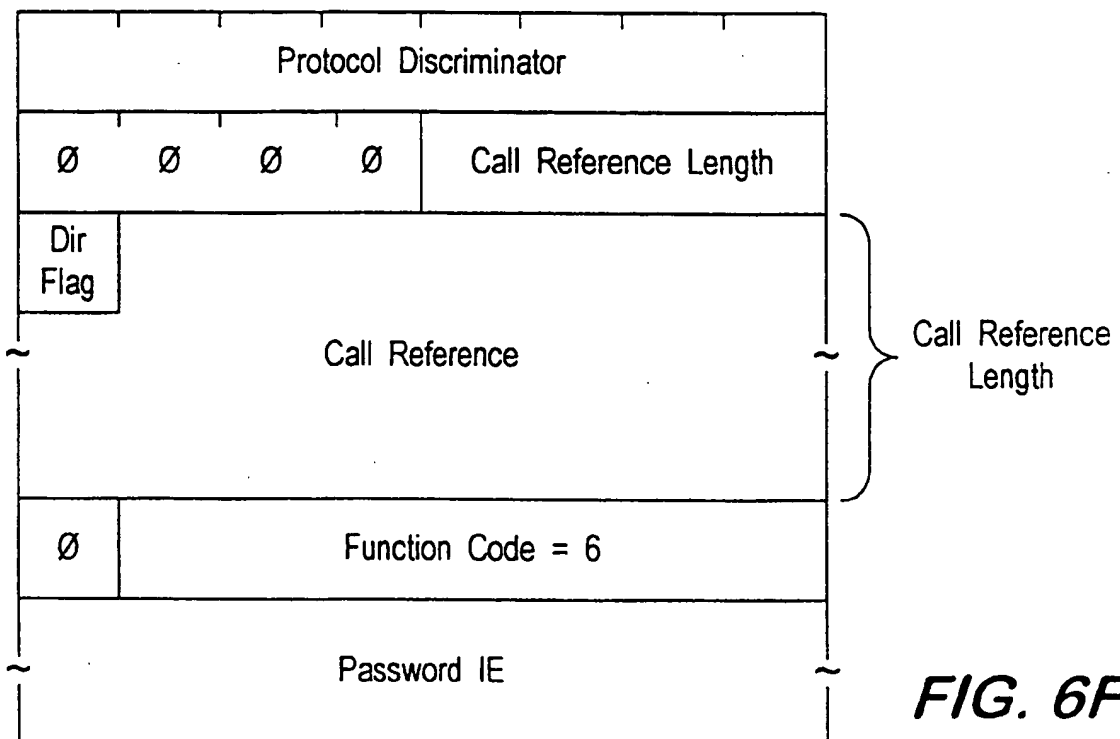 Protocol Discriminator
Ø Ø Ø Ø Call Reference Length
Dir
Flag
Call Reference
Call Reference
Length
Ø Function Code = 6
Password IE
FIG. 6F